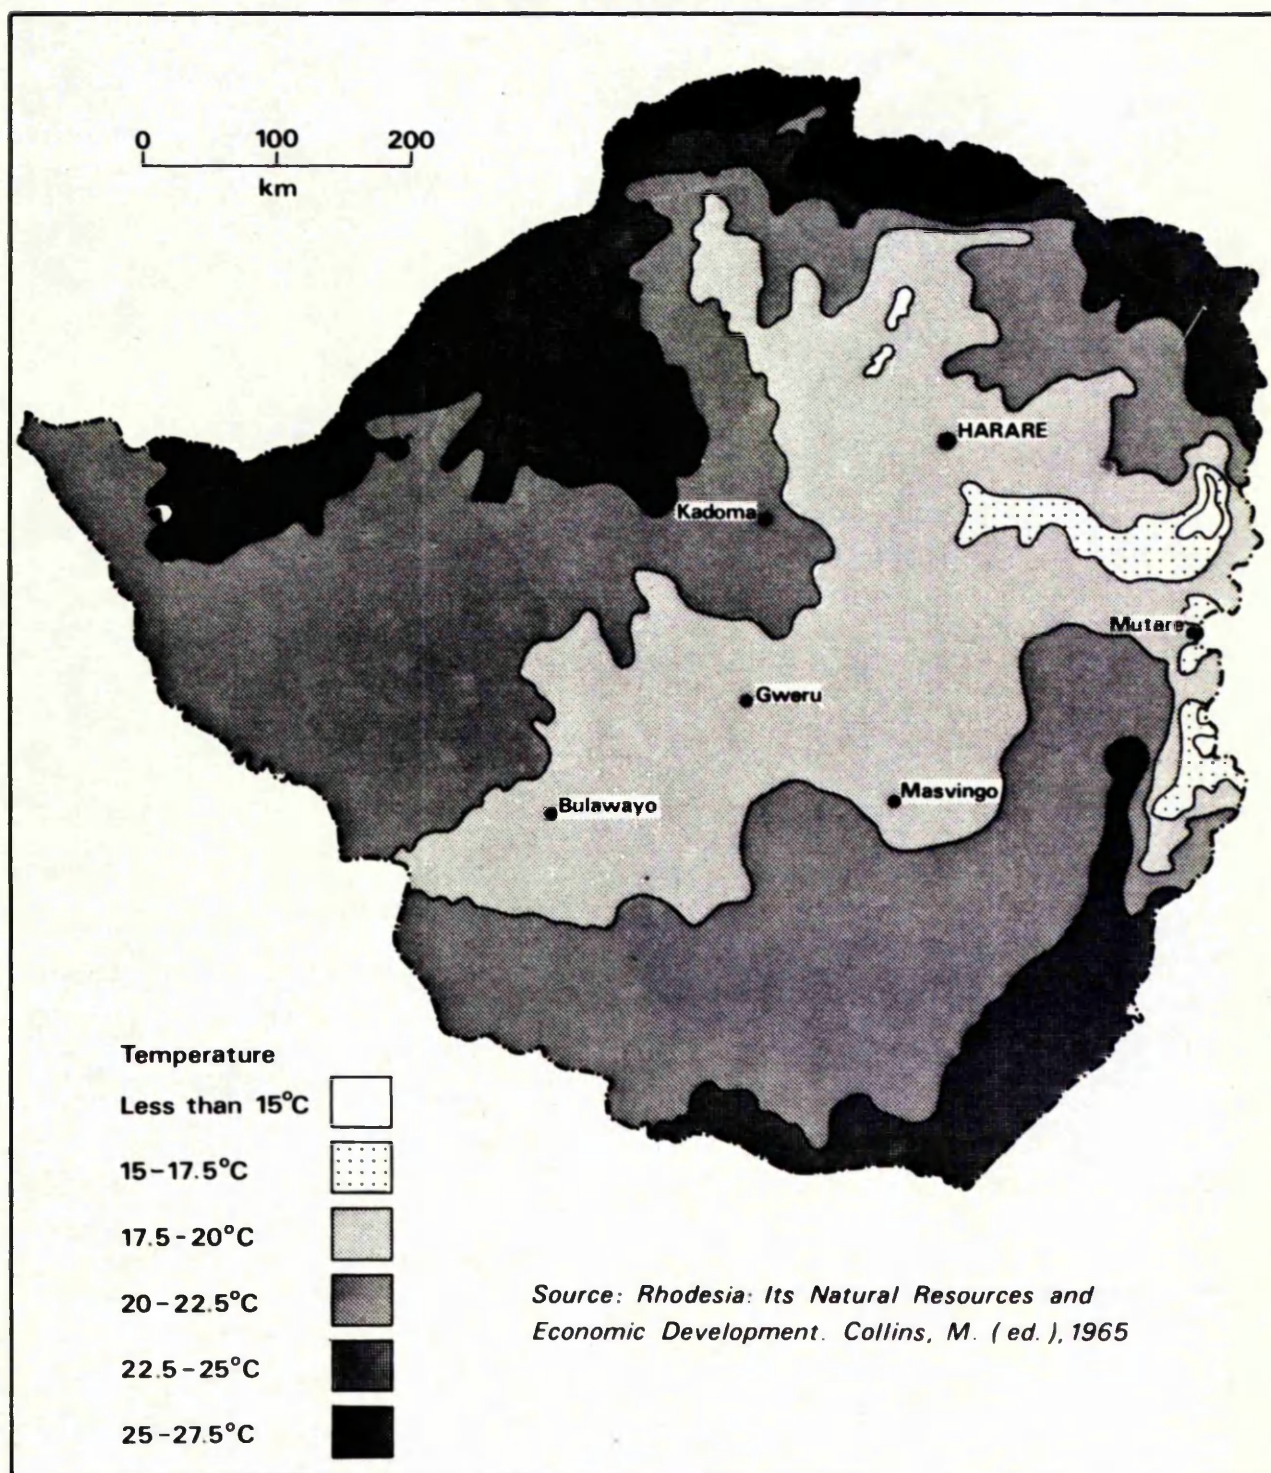 0 100 200
km
HARARE
Kadoma
Mutare
Gweru
Masvingo
Bulawayo
Temperature
Less than 15°C
15-17.5°C
17.5-20°C
20-22.5°C
22.5-25°C
25-27.5°C
Source: Rhodesia: Its Natural Resources and
Economic Development. Collins, M. (ed.), 1965